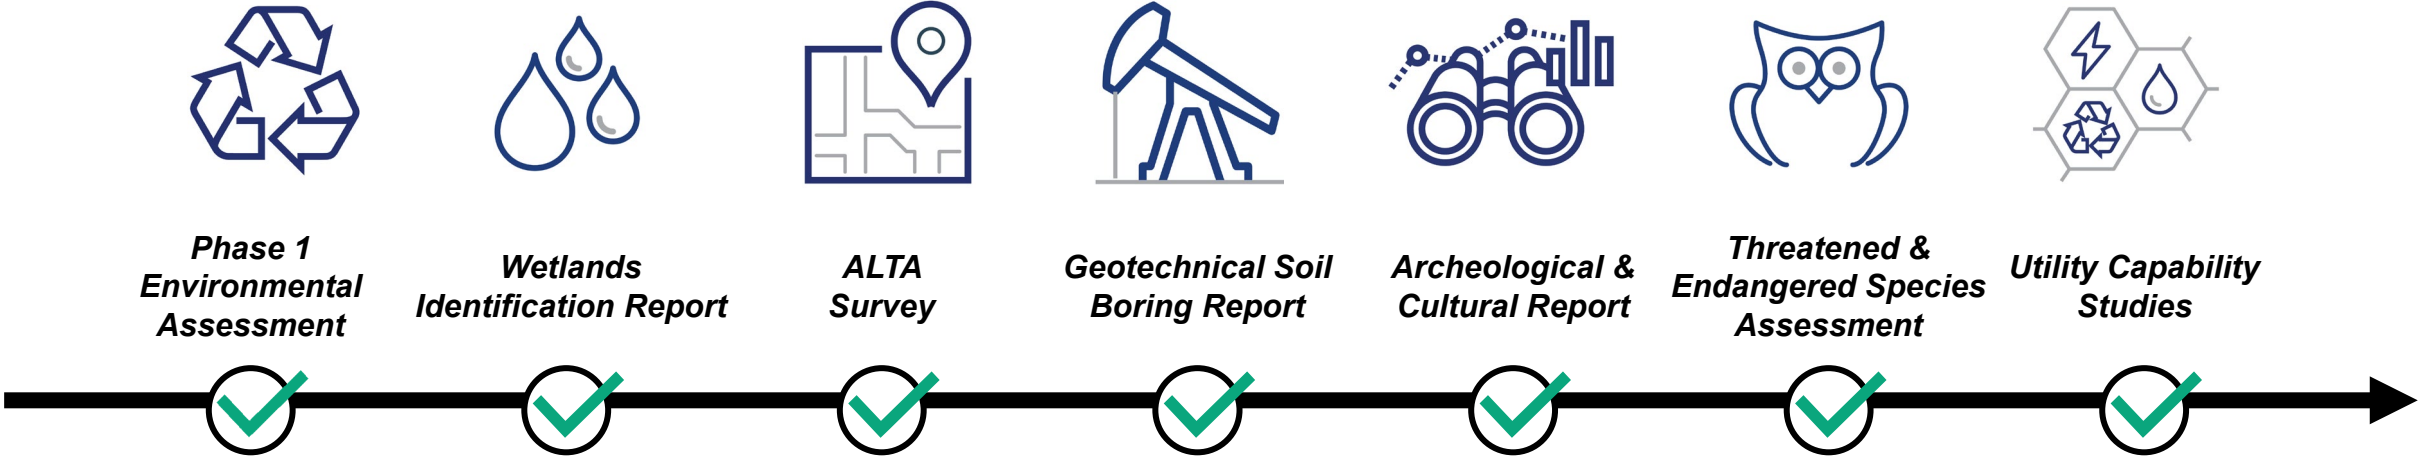 Phase 1
Environmental
Assessment
Wetlands
Identification Report
ALTA
Survey
Geotechnical Soil
Boring Report
Archeological &
Cultural Report
Threatened &
Endangered Species
Assessment
Utility Capability
Studies